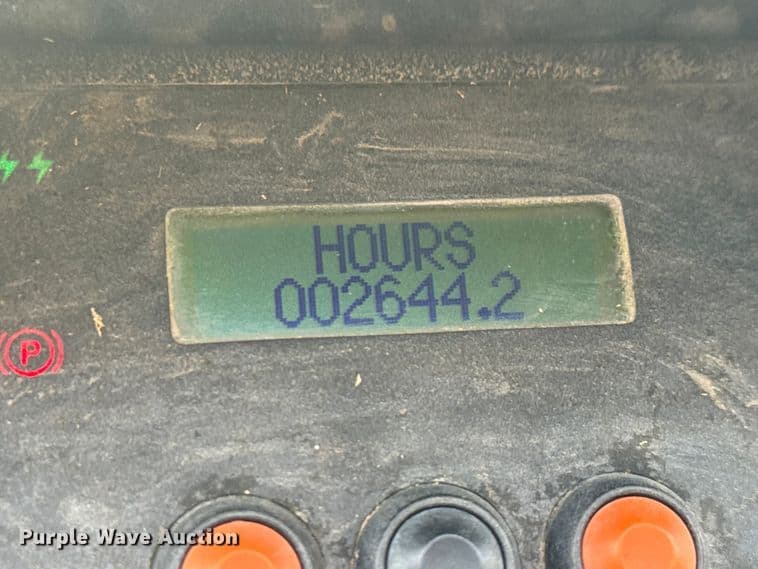 HOURS
002644.2
P
Purple Wave Auction